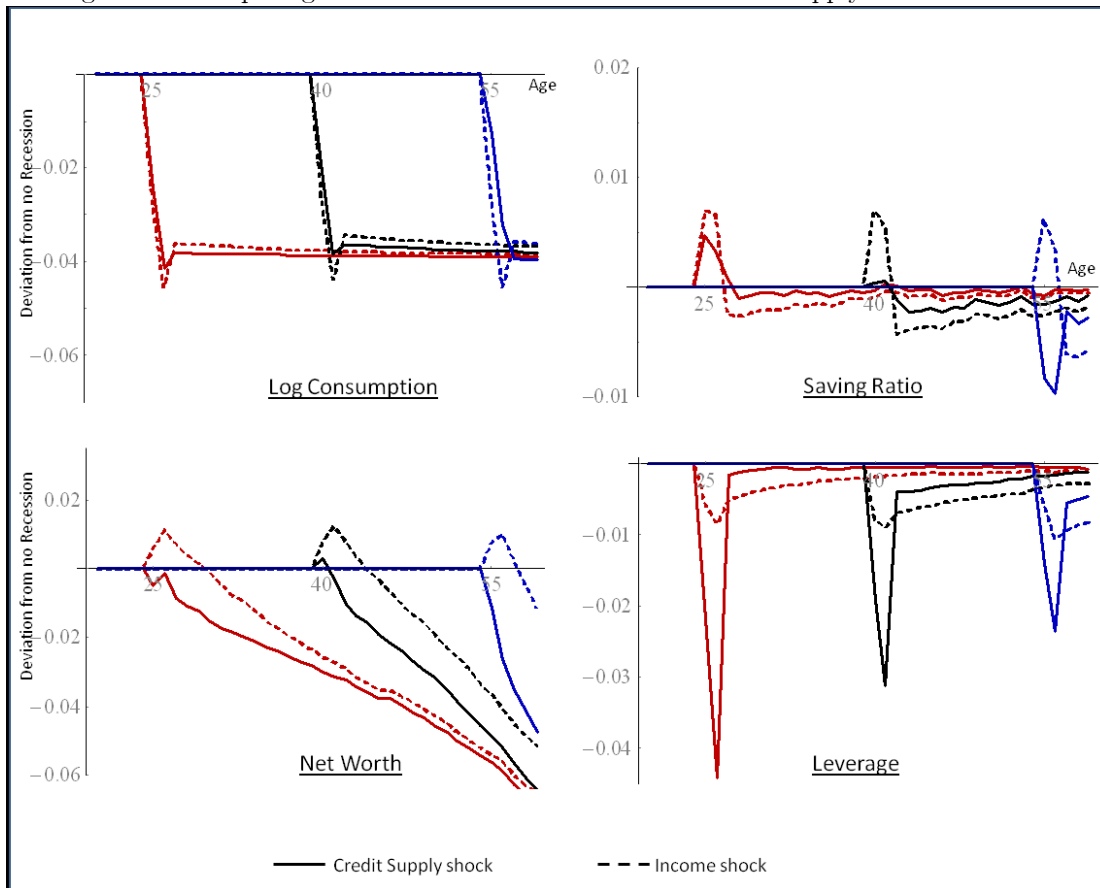 Deviation from no Recession
25
40
55
Age
−0.02
−0.04
−0.06
Log Consumption
0.02
0.01
Age
25
40
−0.01
Saving Ratio
Deviation from no Recession
0.02
25
40
55
−0.02
−0.04
−0.06
Net Worth
25
40
−0.01
−0.02
−0.03
−0.04
Leverage
Credit Supply shock
Income shock